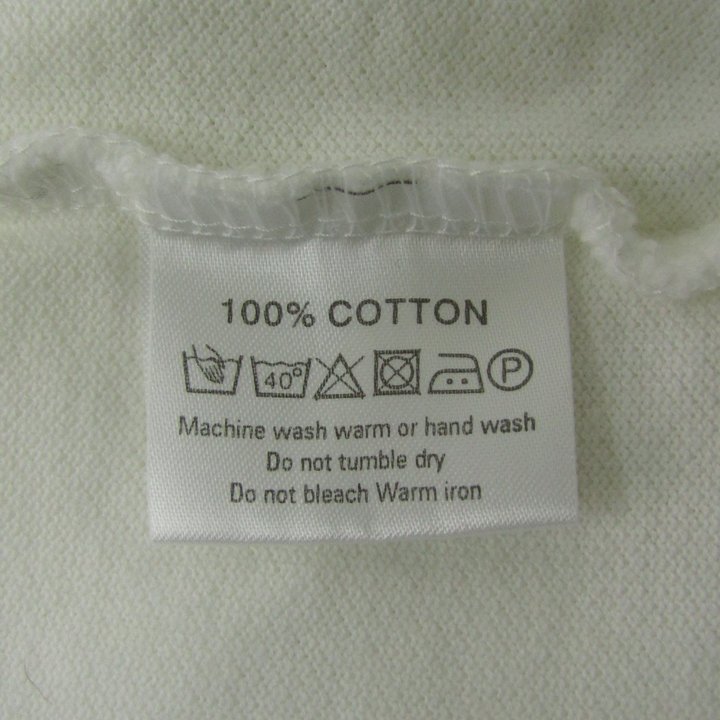 100% COTTON
40° P
Machine wash warm or hand wash
Do not tumble dry
Do not bleach Warm iron